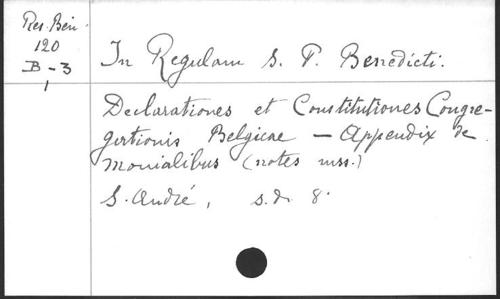 Res. Ben.
120
B - 3
1
In Regulam S. P. Benedicti.
Declarationes et Constitutiones Congre-
gationis Belgicae — Appendix de
monialibus (notes mss.)
S. André, s.d. 8°